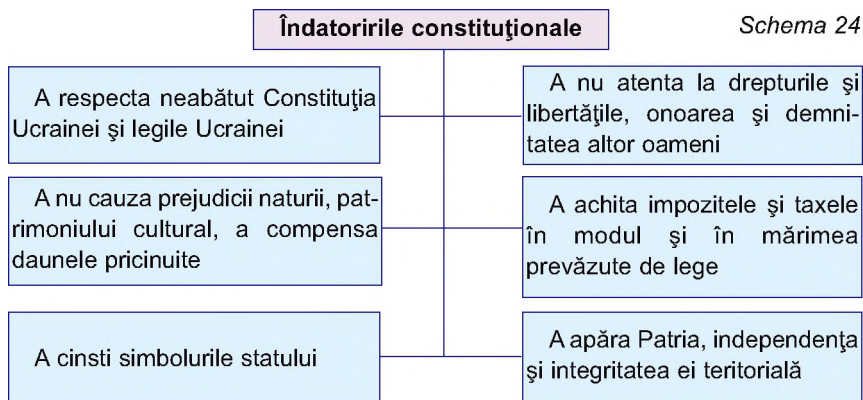 Îndatoririle constituţionale
Schema 24
A respecta neabătut Constituţia
Ucrainei şi legile Ucrainei
A nu atenta la drepturile şi
libertăţile, onoarea şi demni-
tatea altor oameni
A nu cauza prejudicii naturii, pat-
rimoniului cultural, a compensa
daunele pricinuite
A achita impozitele şi taxele
în modul şi în mărimea
prevăzute de lege
A cinsti simbolurile statului
A apăra Patria, independenţa
şi integritatea ei teritorială